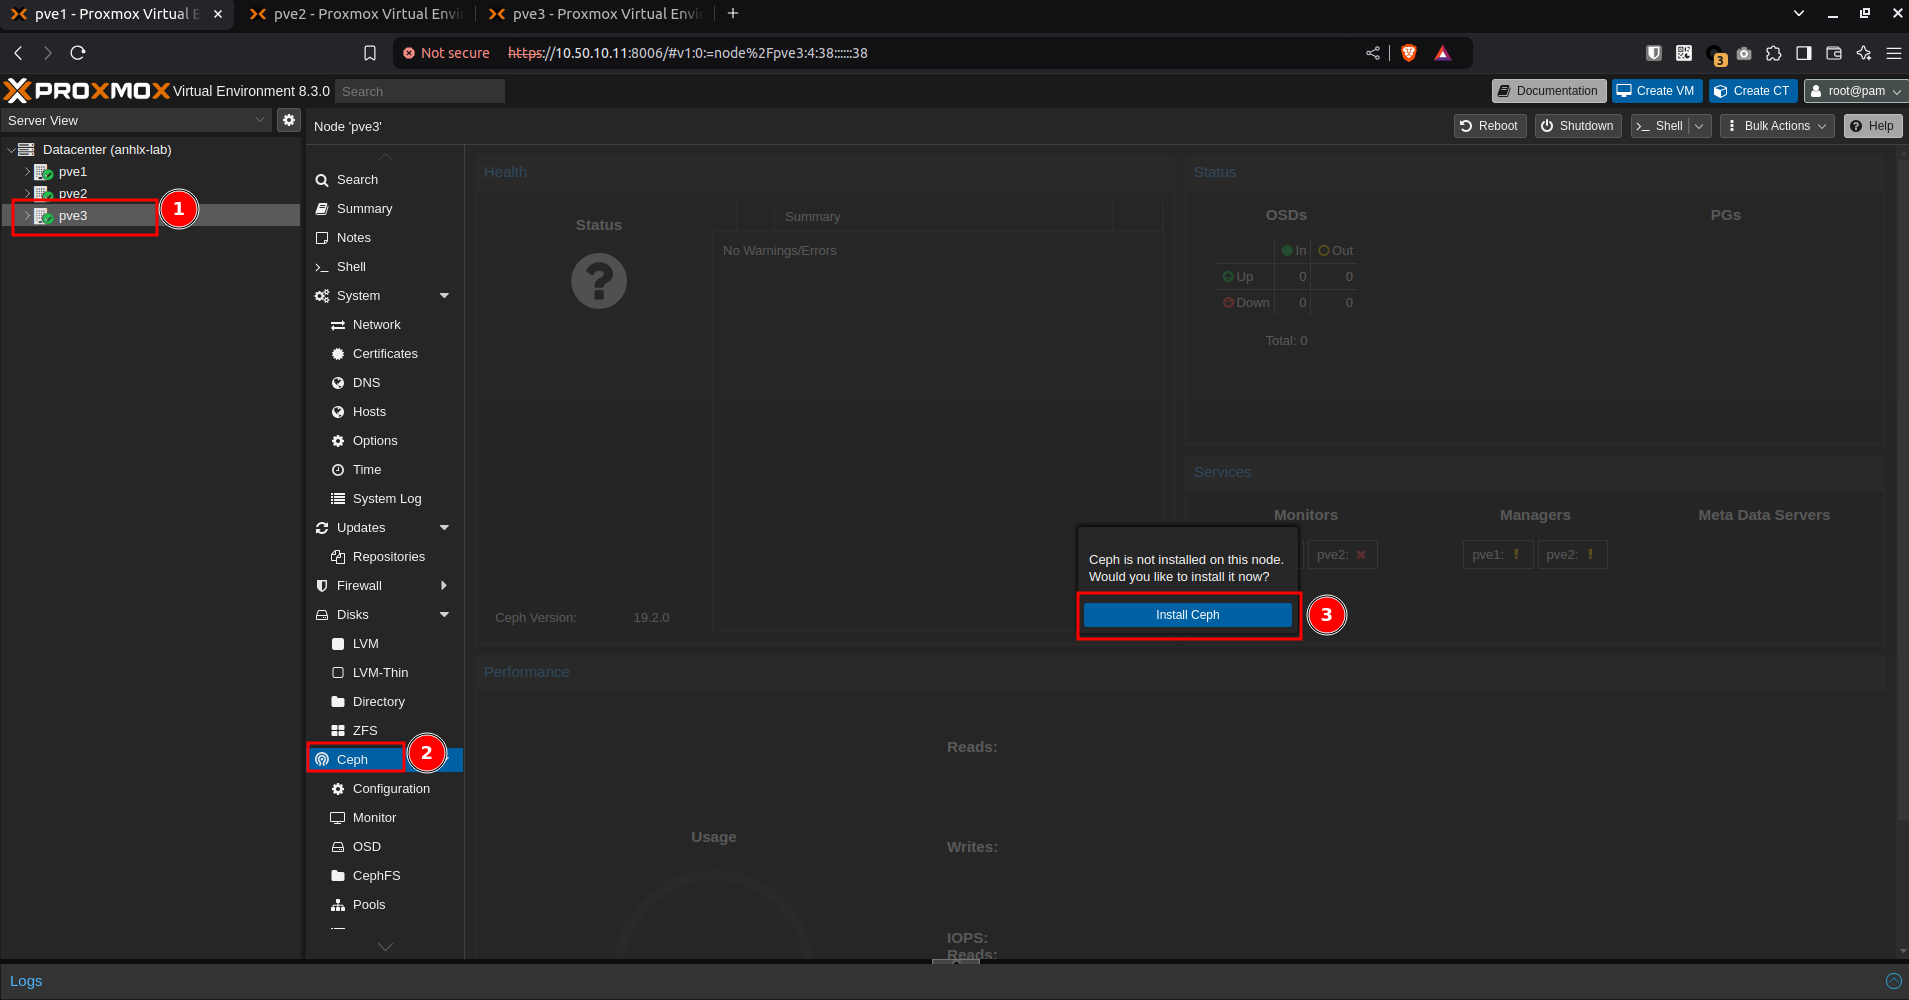 pve1 - Proxmox Virtual E
pve2 - Proxmox Virtual Envi
pve3 - Proxmox Virtual Envi
Not secure
https://10.50.10.11:8006/#v1:0:=node%2Fpve3:4:38::::::38
3
PROXMOX Virtual Environment 8.3.0
Search
Documentation
Create VM
Create CT
root@pam
Server View
Node 'pve3'
Reboot
Shutdown
Shell
Bulk Actions
Help
Datacenter (anhlx-lab)
pve1
pve2
pve3
1
Search
Summary
Notes
Shell
System
Network
Certificates
DNS
Hosts
Options
Time
System Log
Updates
Repositories
Firewall
Disks
LVM
LVM-Thin
Directory
ZFS
Ceph
2
Configuration
Monitor
OSD
CephFS
Pools
Health
Status
Summary
No Warnings/Errors
Ceph Version:
19.2.0
Status
OSDs
PGs
In
Out
Up
0
0
Down
0
0
Total: 0
Services
Monitors
Managers
Meta Data Servers
pve2:
pve1:
pve2:
Ceph is not installed on this node.
Would you like to install it now?
Install Ceph
3
Performance
Usage
Reads:
Writes:
IOPS:
Reads:
Logs